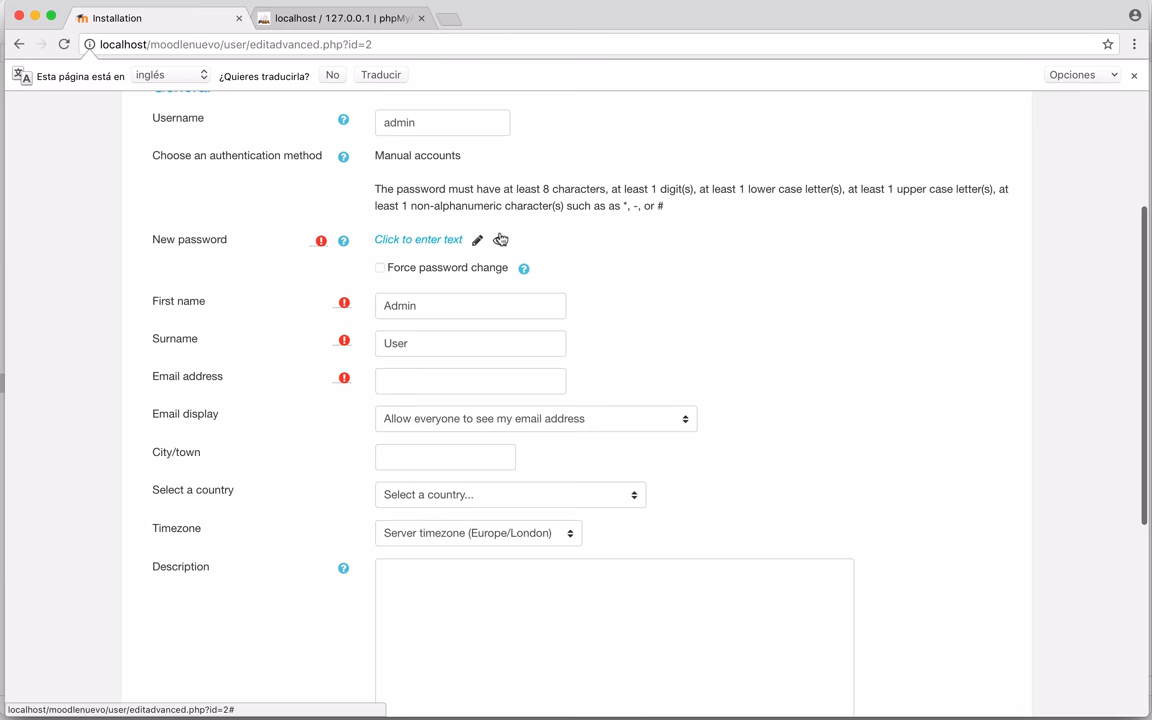 Installation
localhost / 127.0.0.1 | phpMy
localhost/moodlenuevo/user/editadvanced.php?id=2
Esta página está en inglés ¿Quieres traducirla? No Traducir Opciones
General
Username admin
Choose an authentication method Manual accounts
The password must have at least 8 characters, at least 1 digit(s), at least 1 lower case letter(s), at least 1 upper case letter(s), at
least 1 non-alphanumeric character(s) such as as *, -, or #
New password Click to enter text
Force password change
First name Admin
Surname User
Email address
Email display Allow everyone to see my email address
City/town
Select a country Select a country...
Timezone Server timezone (Europe/London)
Description
localhost/moodlenuevo/user/editadvanced.php?id=2#